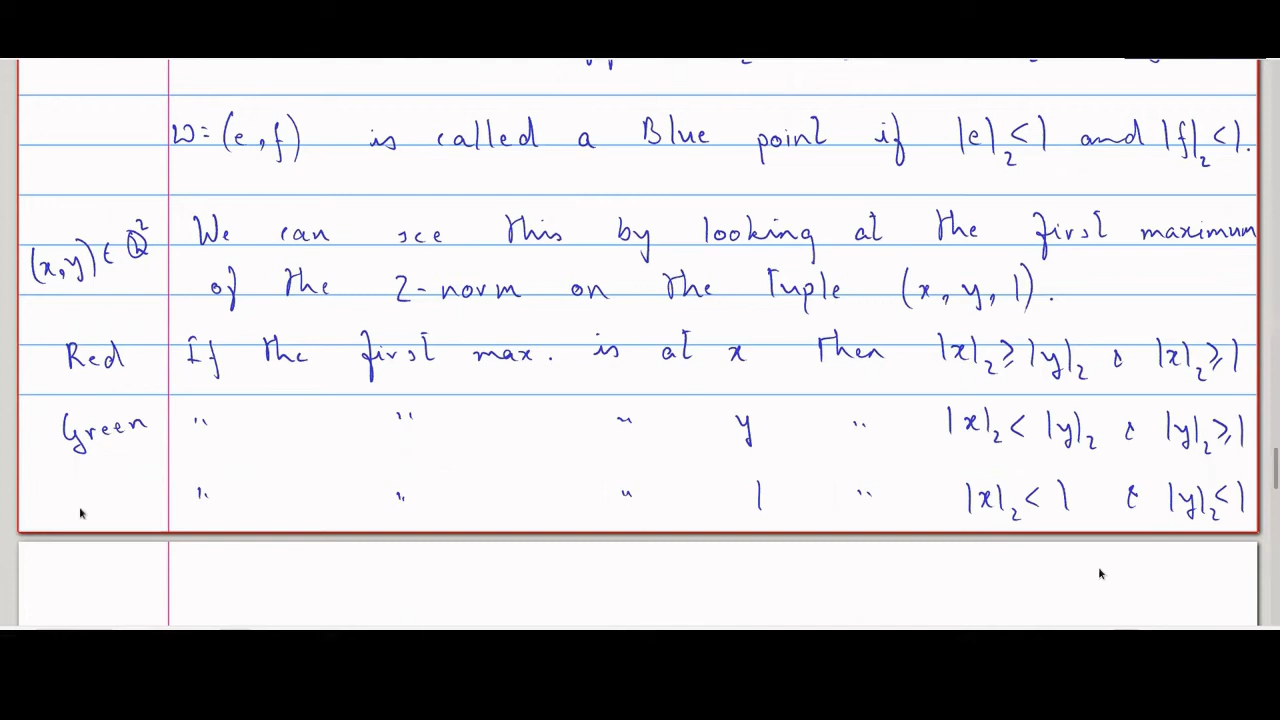 w = (e, f) is called a Blue point if |e|₂ < 1 and |f|₂ < 1.
(x, y) ∈ ℚ² We can see this by looking at the first maximum
of the 2-norm on the Tuple (x, y, 1).
Red If the first max. is at x Then |x|₂ ⩾ |y|₂ & |x|₂ ⩾ 1
Green " " " y " |x|₂ < |y|₂ & |y|₂ ⩾ 1
" " " 1 " |x|₂ < 1 & |y|₂ < 1